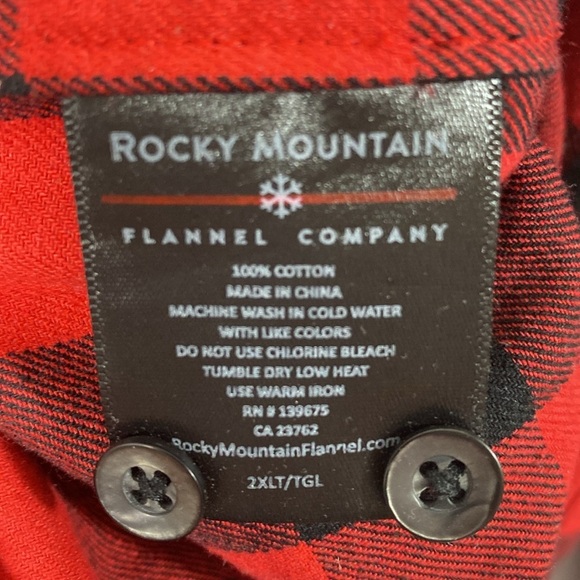 ROCKY MOUNTAIN
FLANNEL COMPANY
100% COTTON
MADE IN CHINA
MACHINE WASH IN COLD WATER
WITH LIKE COLORS
DO NOT USE CHLORINE BLEACH
TUMBLE DRY LOW HEAT
USE WARM IRON
RN # 139675
CA 23762
RockyMountainFlannel.com
2XLT/TGL